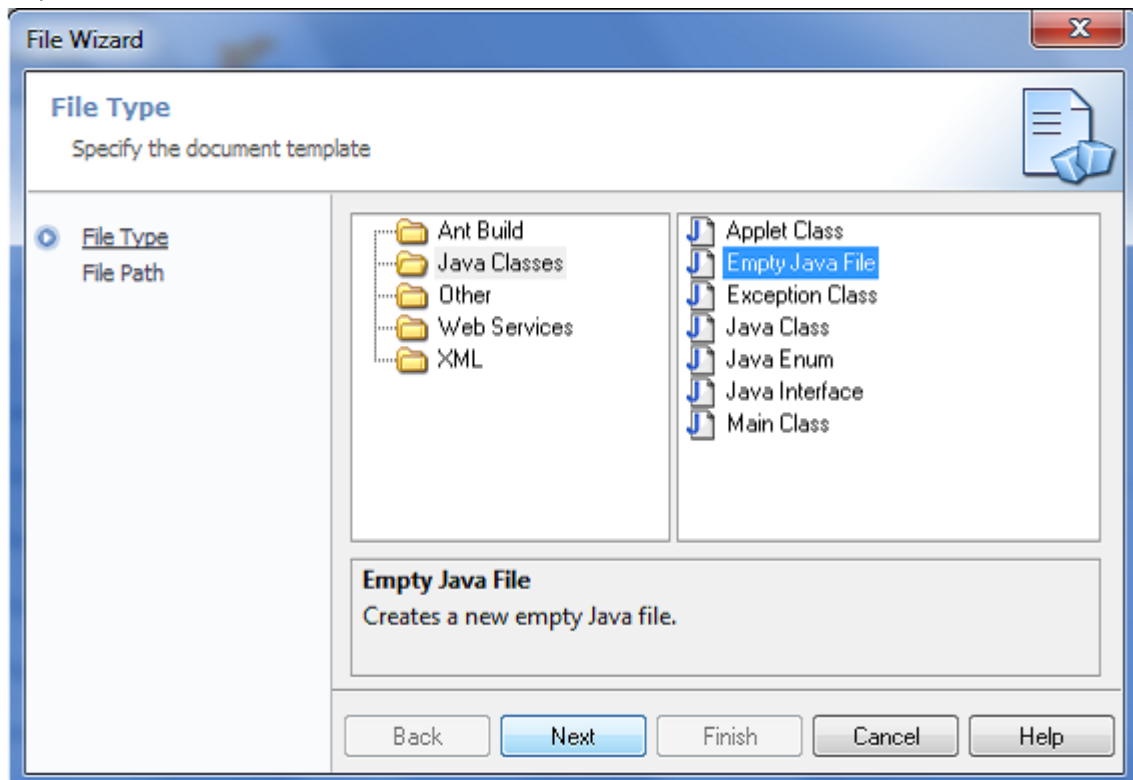 File Wizard
File Type
Specify the document template
File Type
File Path
Ant Build
Java Classes
Other
Web Services
XML
Applet Class
Empty Java File
Exception Class
Java Class
Java Enum
Java Interface
Main Class
Empty Java File
Creates a new empty Java file.
Back Next Finish Cancel Help